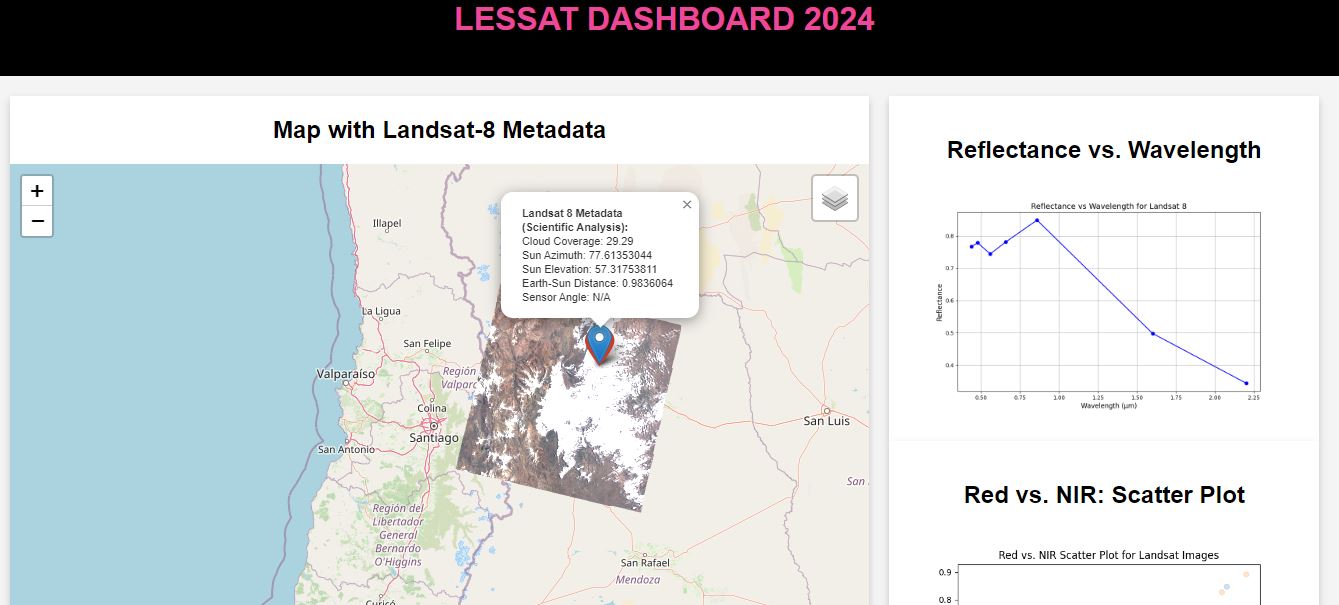 LESSAT DASHBOARD 2024
Map with Landsat-8 Metadata
+
−
Illapel
La Ligua
San Felipe
Valparaíso
Región
Valpara
Colina
Santiago
San Antonio
Región del
Libertador
General
Bernardo
O'Higgins
Curicó
San Rafael
Mendoza
San Luis
San
×
Landsat 8 Metadata
(Scientific Analysis):
Cloud Coverage: 29.29
Sun Azimuth: 77.61353044
Sun Elevation: 57.31753811
Earth-Sun Distance: 0.9836064
Sensor Angle: N/A
Reflectance vs. Wavelength
Reflectance vs Wavelength for Landsat 8
Reflectance
0.8
0.7
0.6
0.5
0.4
0.50 0.75 1.00 1.25 1.50 1.75 2.00 2.25
Wavelength (μm)
Red vs. NIR: Scatter Plot
Red vs. NIR Scatter Plot for Landsat Images
0.9
0.8